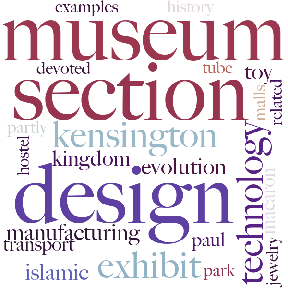 examples history
museum
devoted tube toy
section
malls, related
partly kensington
hostel kingdom evolution
technology macaron
design
manufacturing
transport paul
islamic exhibit park
jewelry